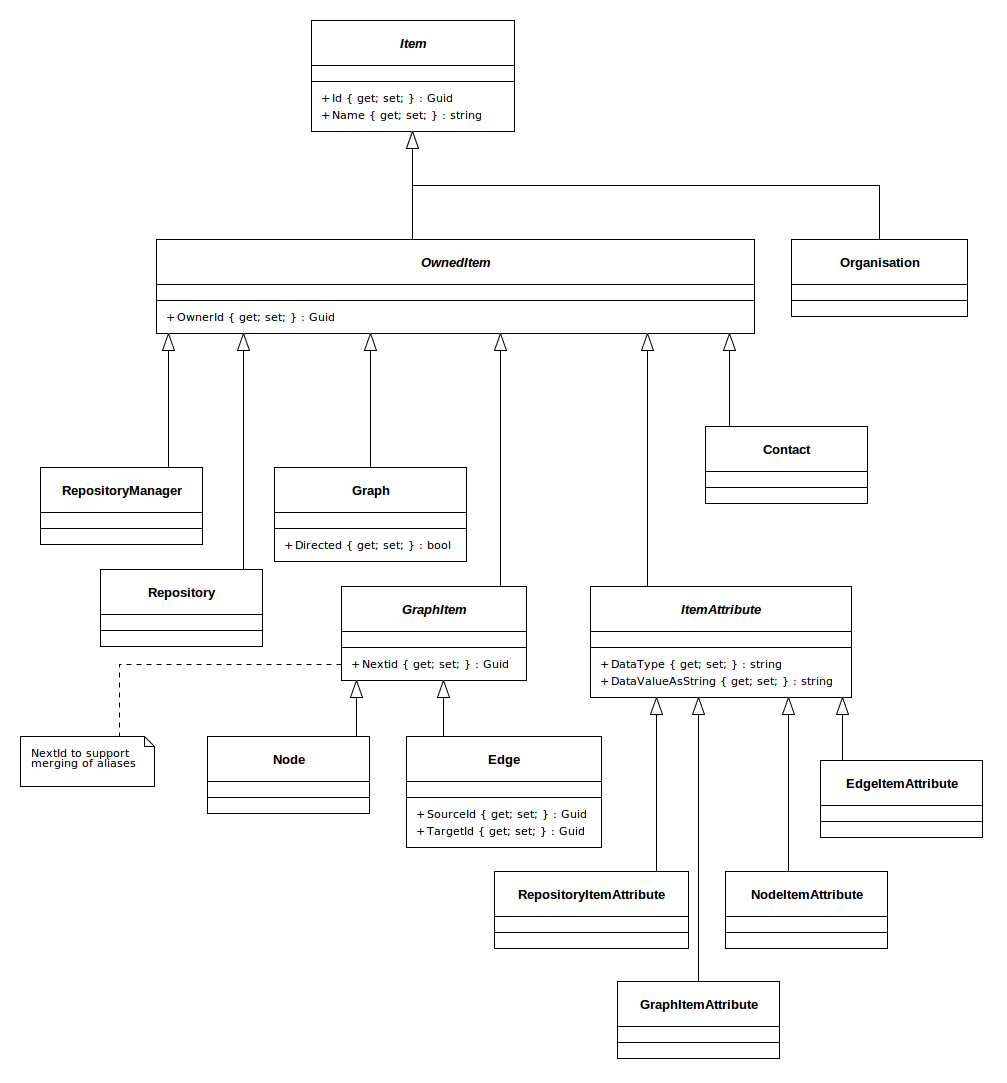 Item
+ Id { get; set; } : Guid
+ Name { get; set; } : string
OwnedItem
+ OwnerId { get; set; } : Guid
Organisation
Contact
RepositoryManager
Graph
+ Directed { get; set; } : bool
Repository
GraphItem
+ Nextid { get; set; } : Guid
ItemAttribute
+ DataType { get; set; } : string
+ DataValueAsString { get; set; } : string
NextId to support
merging of aliases
Node
Edge
+ SourceId { get; set; } : Guid
+ TargetId { get; set; } : Guid
EdgeItemAttribute
RepositoryItemAttribute
NodeItemAttribute
GraphItemAttribute